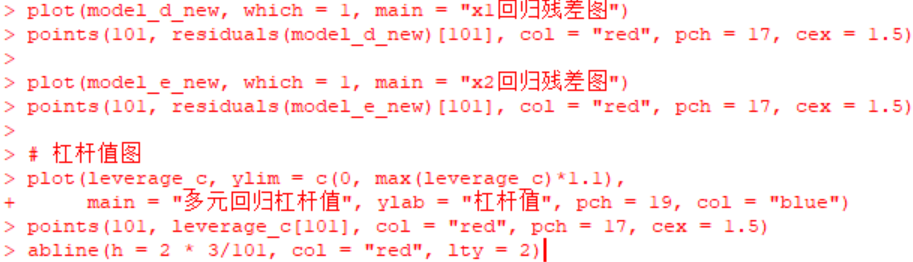 > plot(model_d_new, which = 1, main = "x1回归残差图")
> points(101, residuals(model_d_new)[101], col = "red", pch = 17, cex = 1.5)
>
> plot(model_e_new, which = 1, main = "x2回归残差图")
> points(101, residuals(model_e_new)[101], col = "red", pch = 17, cex = 1.5)
>
> # 杠杆值图
> plot(leverage_c, ylim = c(0, max(leverage_c)*1.1),
+      main = "多元回归杠杆值", ylab = "杠杆值", pch = 19, col = "blue")
> points(101, leverage_c[101], col = "red", pch = 17, cex = 1.5)
> abline(h = 2 * 3/101, col = "red", lty = 2)